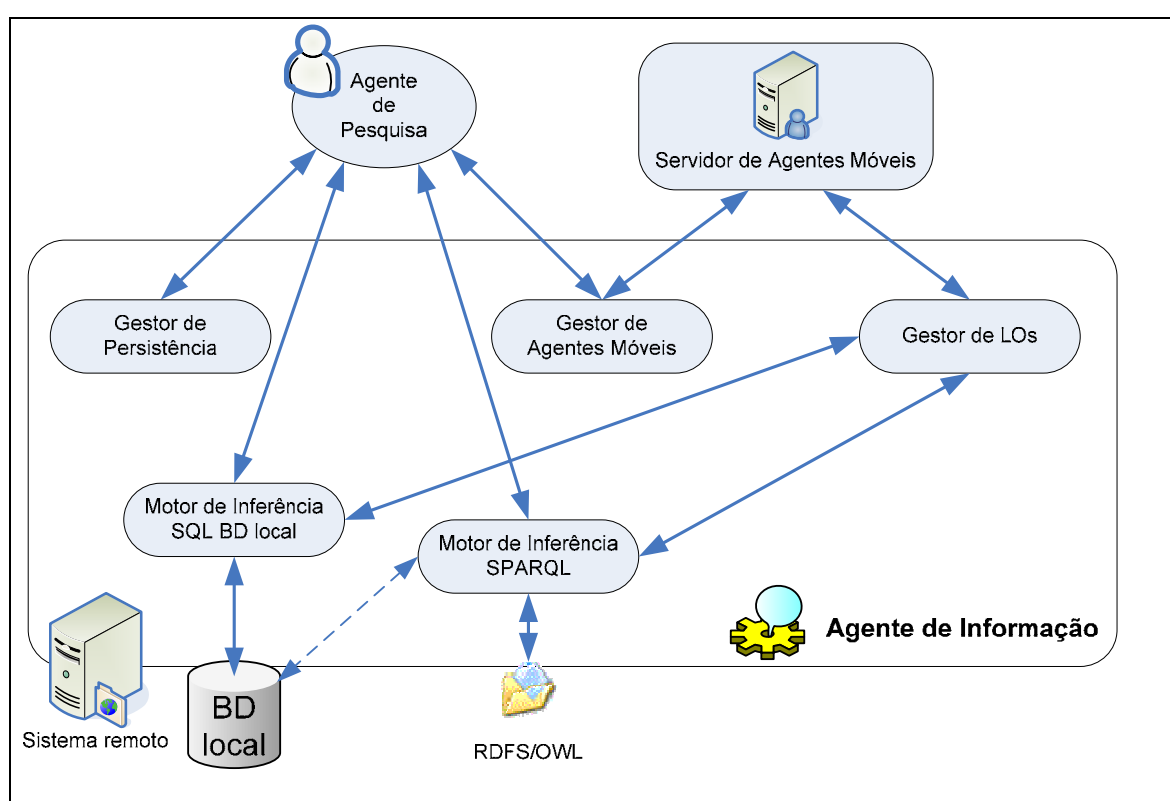 Agente
de
Pesquisa
Servidor de Agentes Móveis
Gestor de
Persistência
Gestor de
Agentes Móveis
Gestor de LOs
Motor de Inferência
SQL BD local
Motor de Inferência
SPARQL
Agente de Informação
Sistema remoto
BD
local
RDFS/OWL